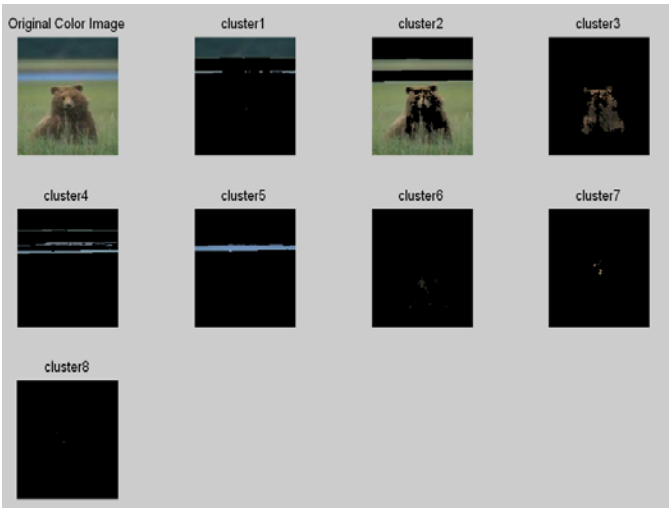 Original Color Image
cluster1
cluster2
cluster3
cluster4
cluster5
cluster6
cluster7
cluster8